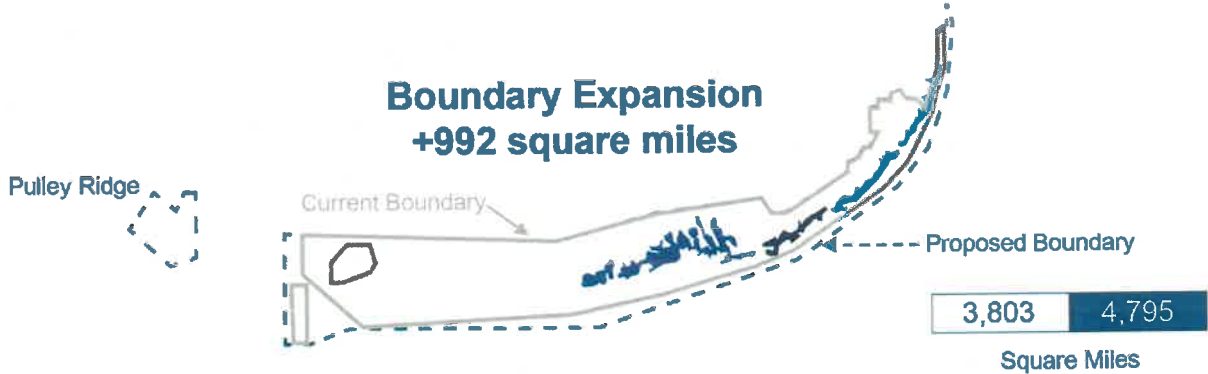 Boundary Expansion
+992 square miles
Pulley Ridge
Current Boundary
Proposed Boundary
3,803 4,795
Square Miles